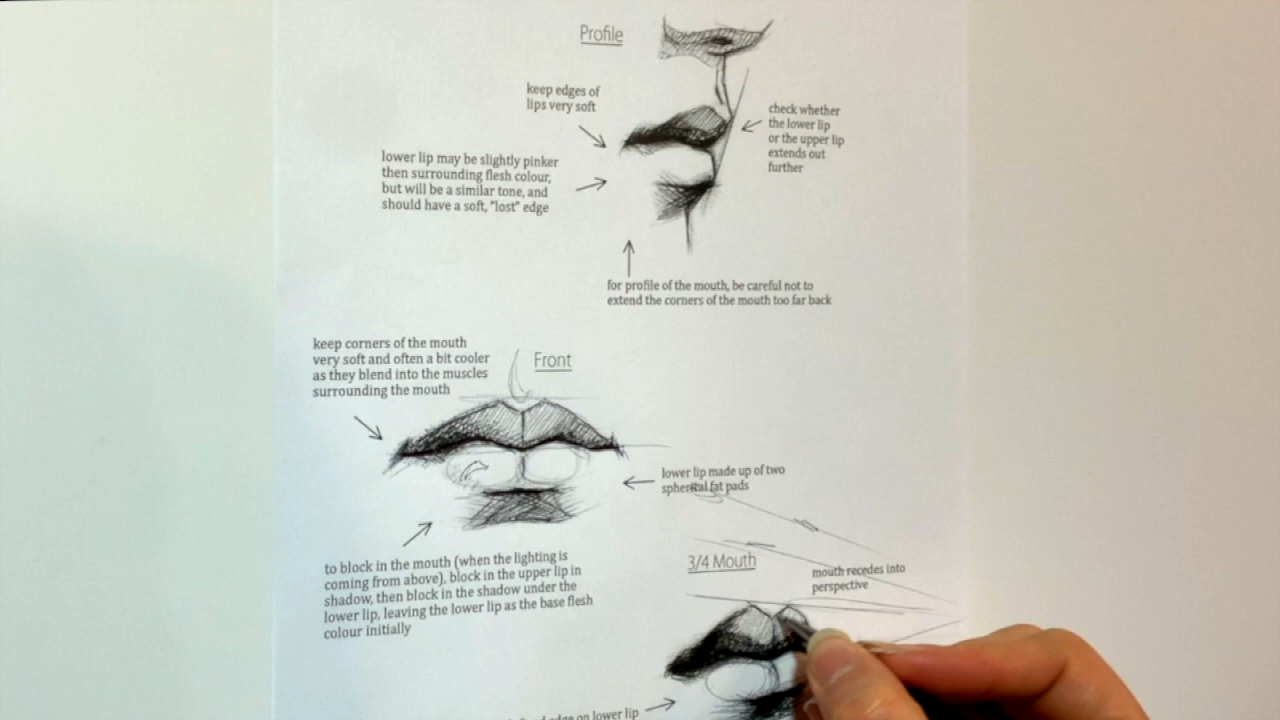 Profile
keep edges of
lips very soft
check whether
the lower lip
or the upper lip
extends out
further
lower lip may be slightly pinker
then surrounding flesh colour,
but will be a similar tone, and
should have a soft, "lost" edge
for profile of the mouth, be careful not to
extend the corners of the mouth too far back
keep corners of the mouth
very soft and often a bit cooler
as they blend into the muscles
surrounding the mouth
Front
lower lip made up of two
spherical fat pads
to block in the mouth (when the lighting is
coming from above), block in the upper lip in
shadow, then block in the shadow under the
lower lip, leaving the lower lip as the base flesh
colour initially
3/4 Mouth
mouth recedes into
perspective
edge on lower lip